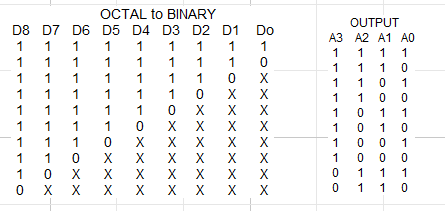 OCTAL to BINARY
D8 D7 D6 D5 D4 D3 D2 D1 Do
1 1 1 1 1 1 1 1 1
1 1 1 1 1 1 1 1 0
1 1 1 1 1 1 1 0 X
1 1 1 1 1 1 0 X X
1 1 1 1 1 0 X X X
1 1 1 1 0 X X X X
1 1 1 0 X X X X X
1 1 0 X X X X X X
1 0 X X X X X X X
0 X X X X X X X X
OUTPUT
A3 A2 A1 A0
1 1 1 1
1 1 1 0
1 1 0 1
1 1 0 0
1 0 1 1
1 0 1 0
1 0 0 1
1 0 0 0
0 1 1 1
0 1 1 0